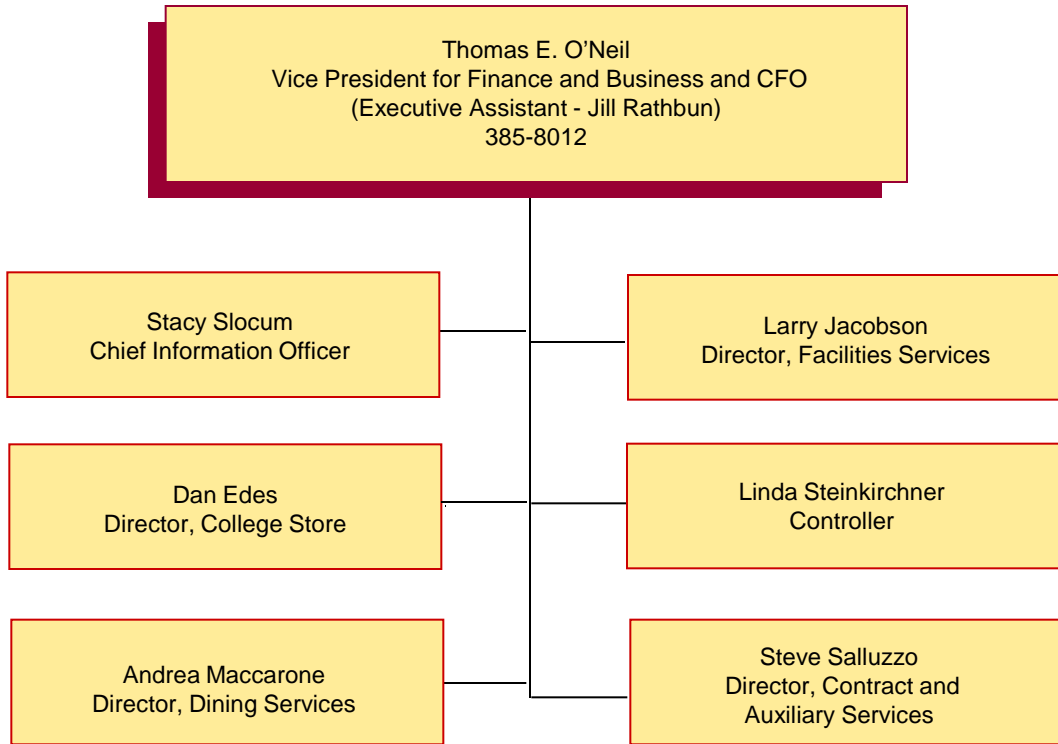 Thomas E. O’Neil
Vice President for Finance and Business and CFO
(Executive Assistant - Jill Rathbun)
385-8012
Stacy Slocum
Chief Information Officer
Larry Jacobson
Director, Facilities Services
Dan Edes
Director, College Store
Linda Steinkirchner
Controller
Andrea Maccarone
Director, Dining Services
Steve Salluzzo
Director, Contract and
Auxiliary Services